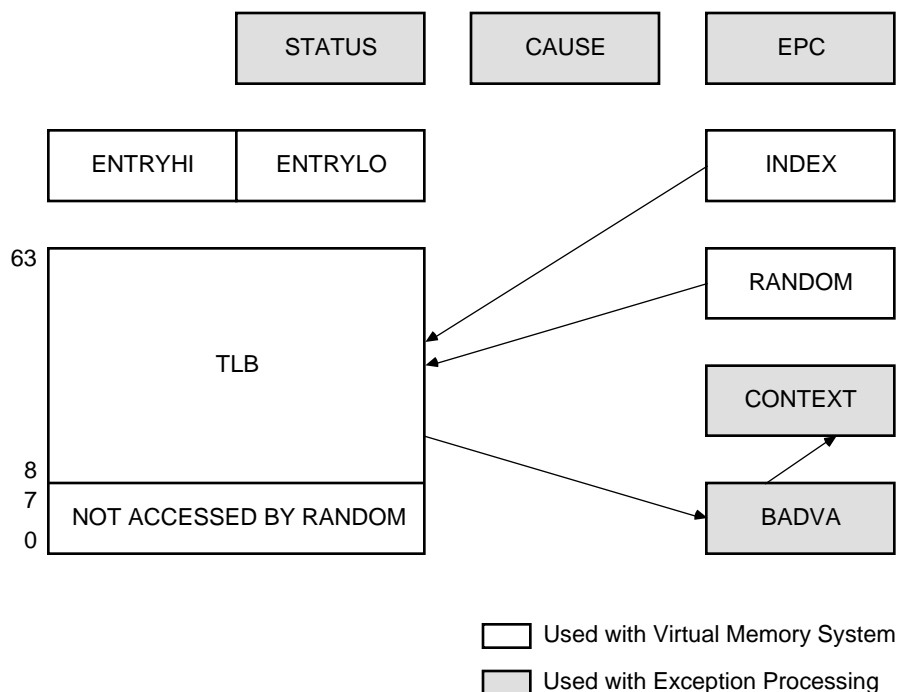 STATUS
CAUSE
EPC
ENTRYHI
ENTRYLO
INDEX
63
RANDOM
TLB
CONTEXT
8
7
NOT ACCESSED BY RANDOM
BADVA
0
Used with Virtual Memory System
Used with Exception Processing